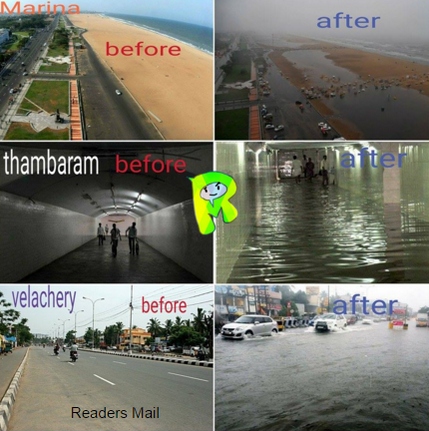 Marina
before
after
thambaram before
after
R
velachery
before
after
Readers Mail